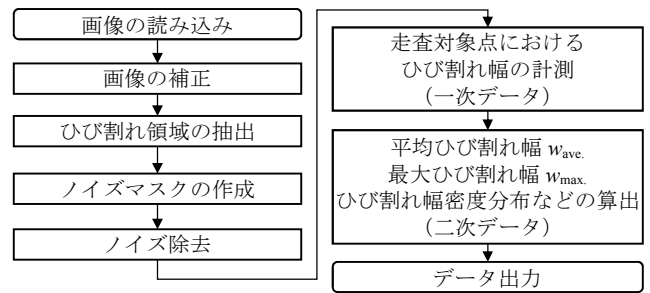 画像の読み込み
画像の補正
ひび割れ領域の抽出
ノイズマスクの作成
ノイズ除去
走査対象点における
ひび割れ幅の計測
(一次データ)
平均ひび割れ幅 wave.
最大ひび割れ幅 wmax.
ひび割れ幅密度分布などの算出
(二次データ)
データ出力